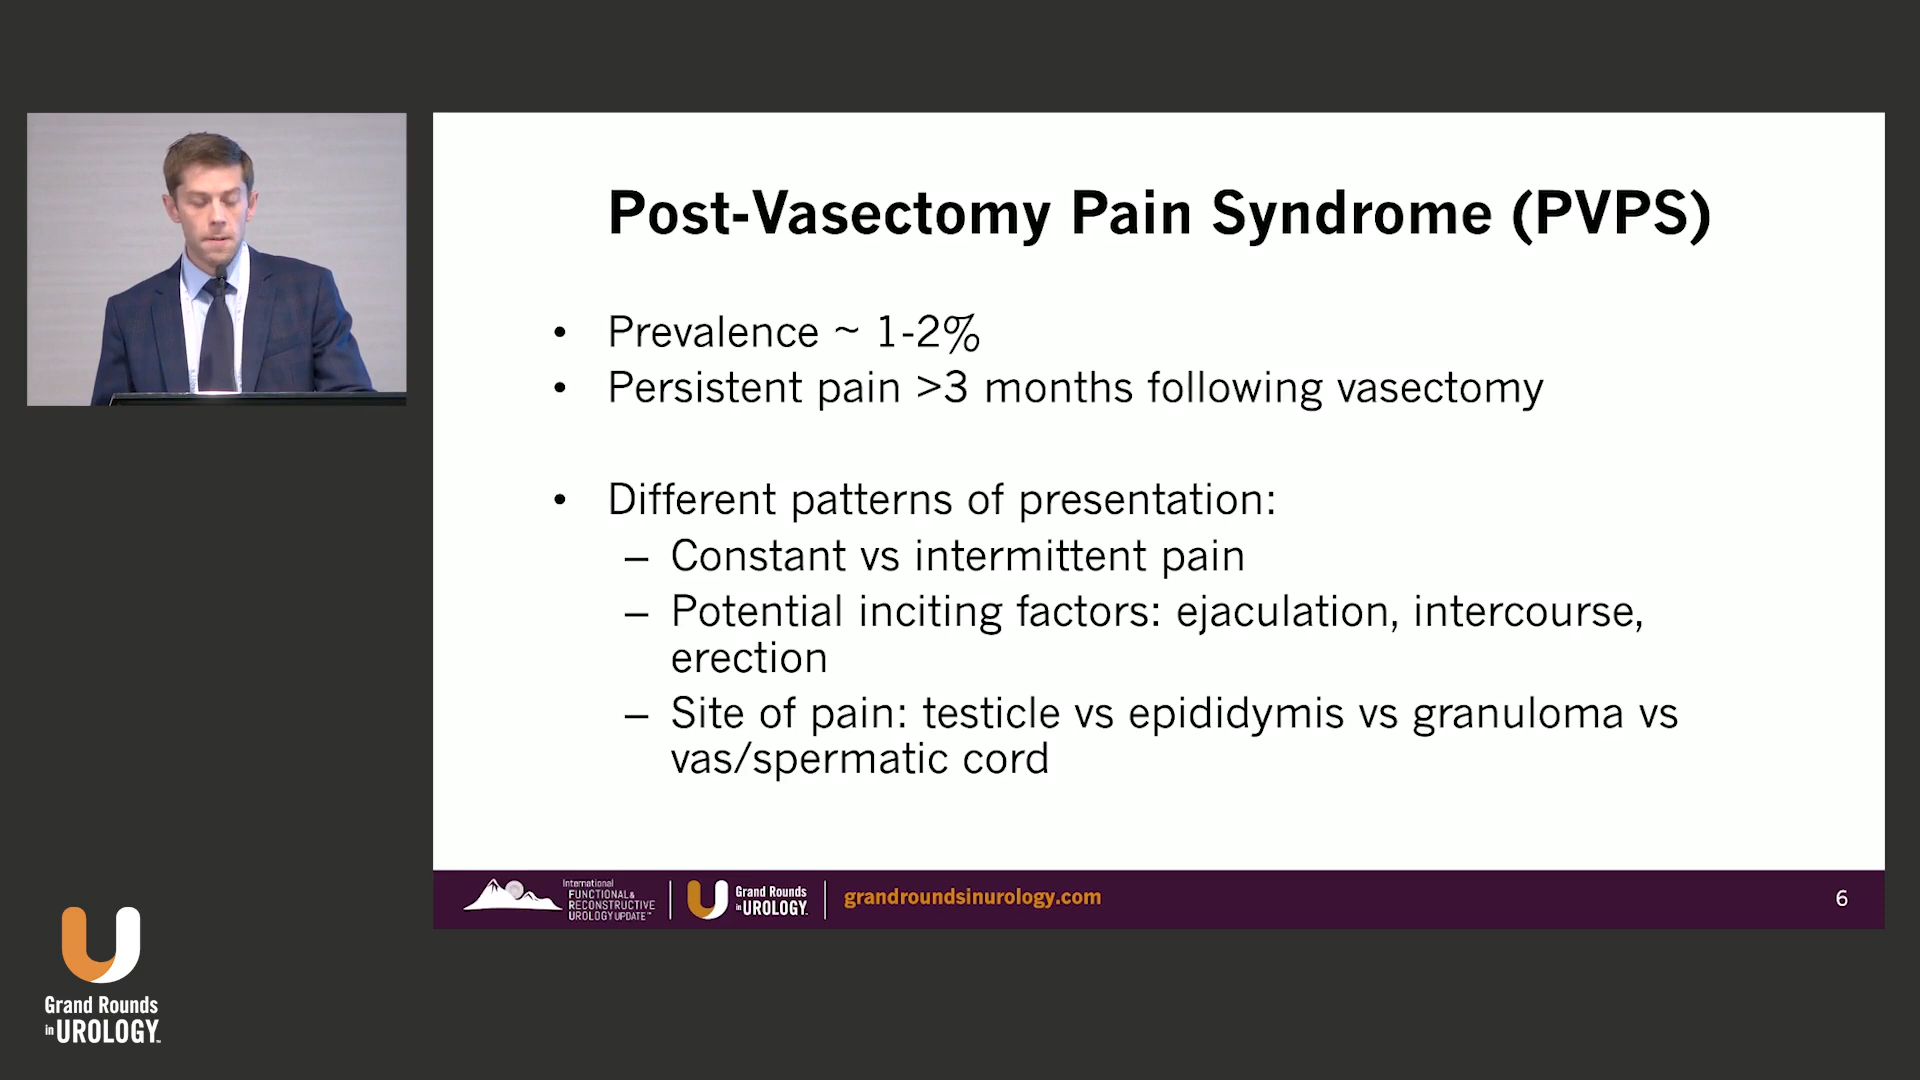 Post-Vasectomy Pain Syndrome (PVPS)
• Prevalence ~ 1-2%
• Persistent pain >3 months following vasectomy
• Different patterns of presentation:
– Constant vs intermittent pain
– Potential inciting factors: ejaculation, intercourse,
erection
– Site of pain: testicle vs epididymis vs granuloma vs
vas/spermatic cord
International
FUNCTIONAL &
RECONSTRUCTIVE
UROLOGY UPDATE™
Grand Rounds
in UROLOGY.
grandroundsinurology.com
6
Grand Rounds
in UROLOGY™